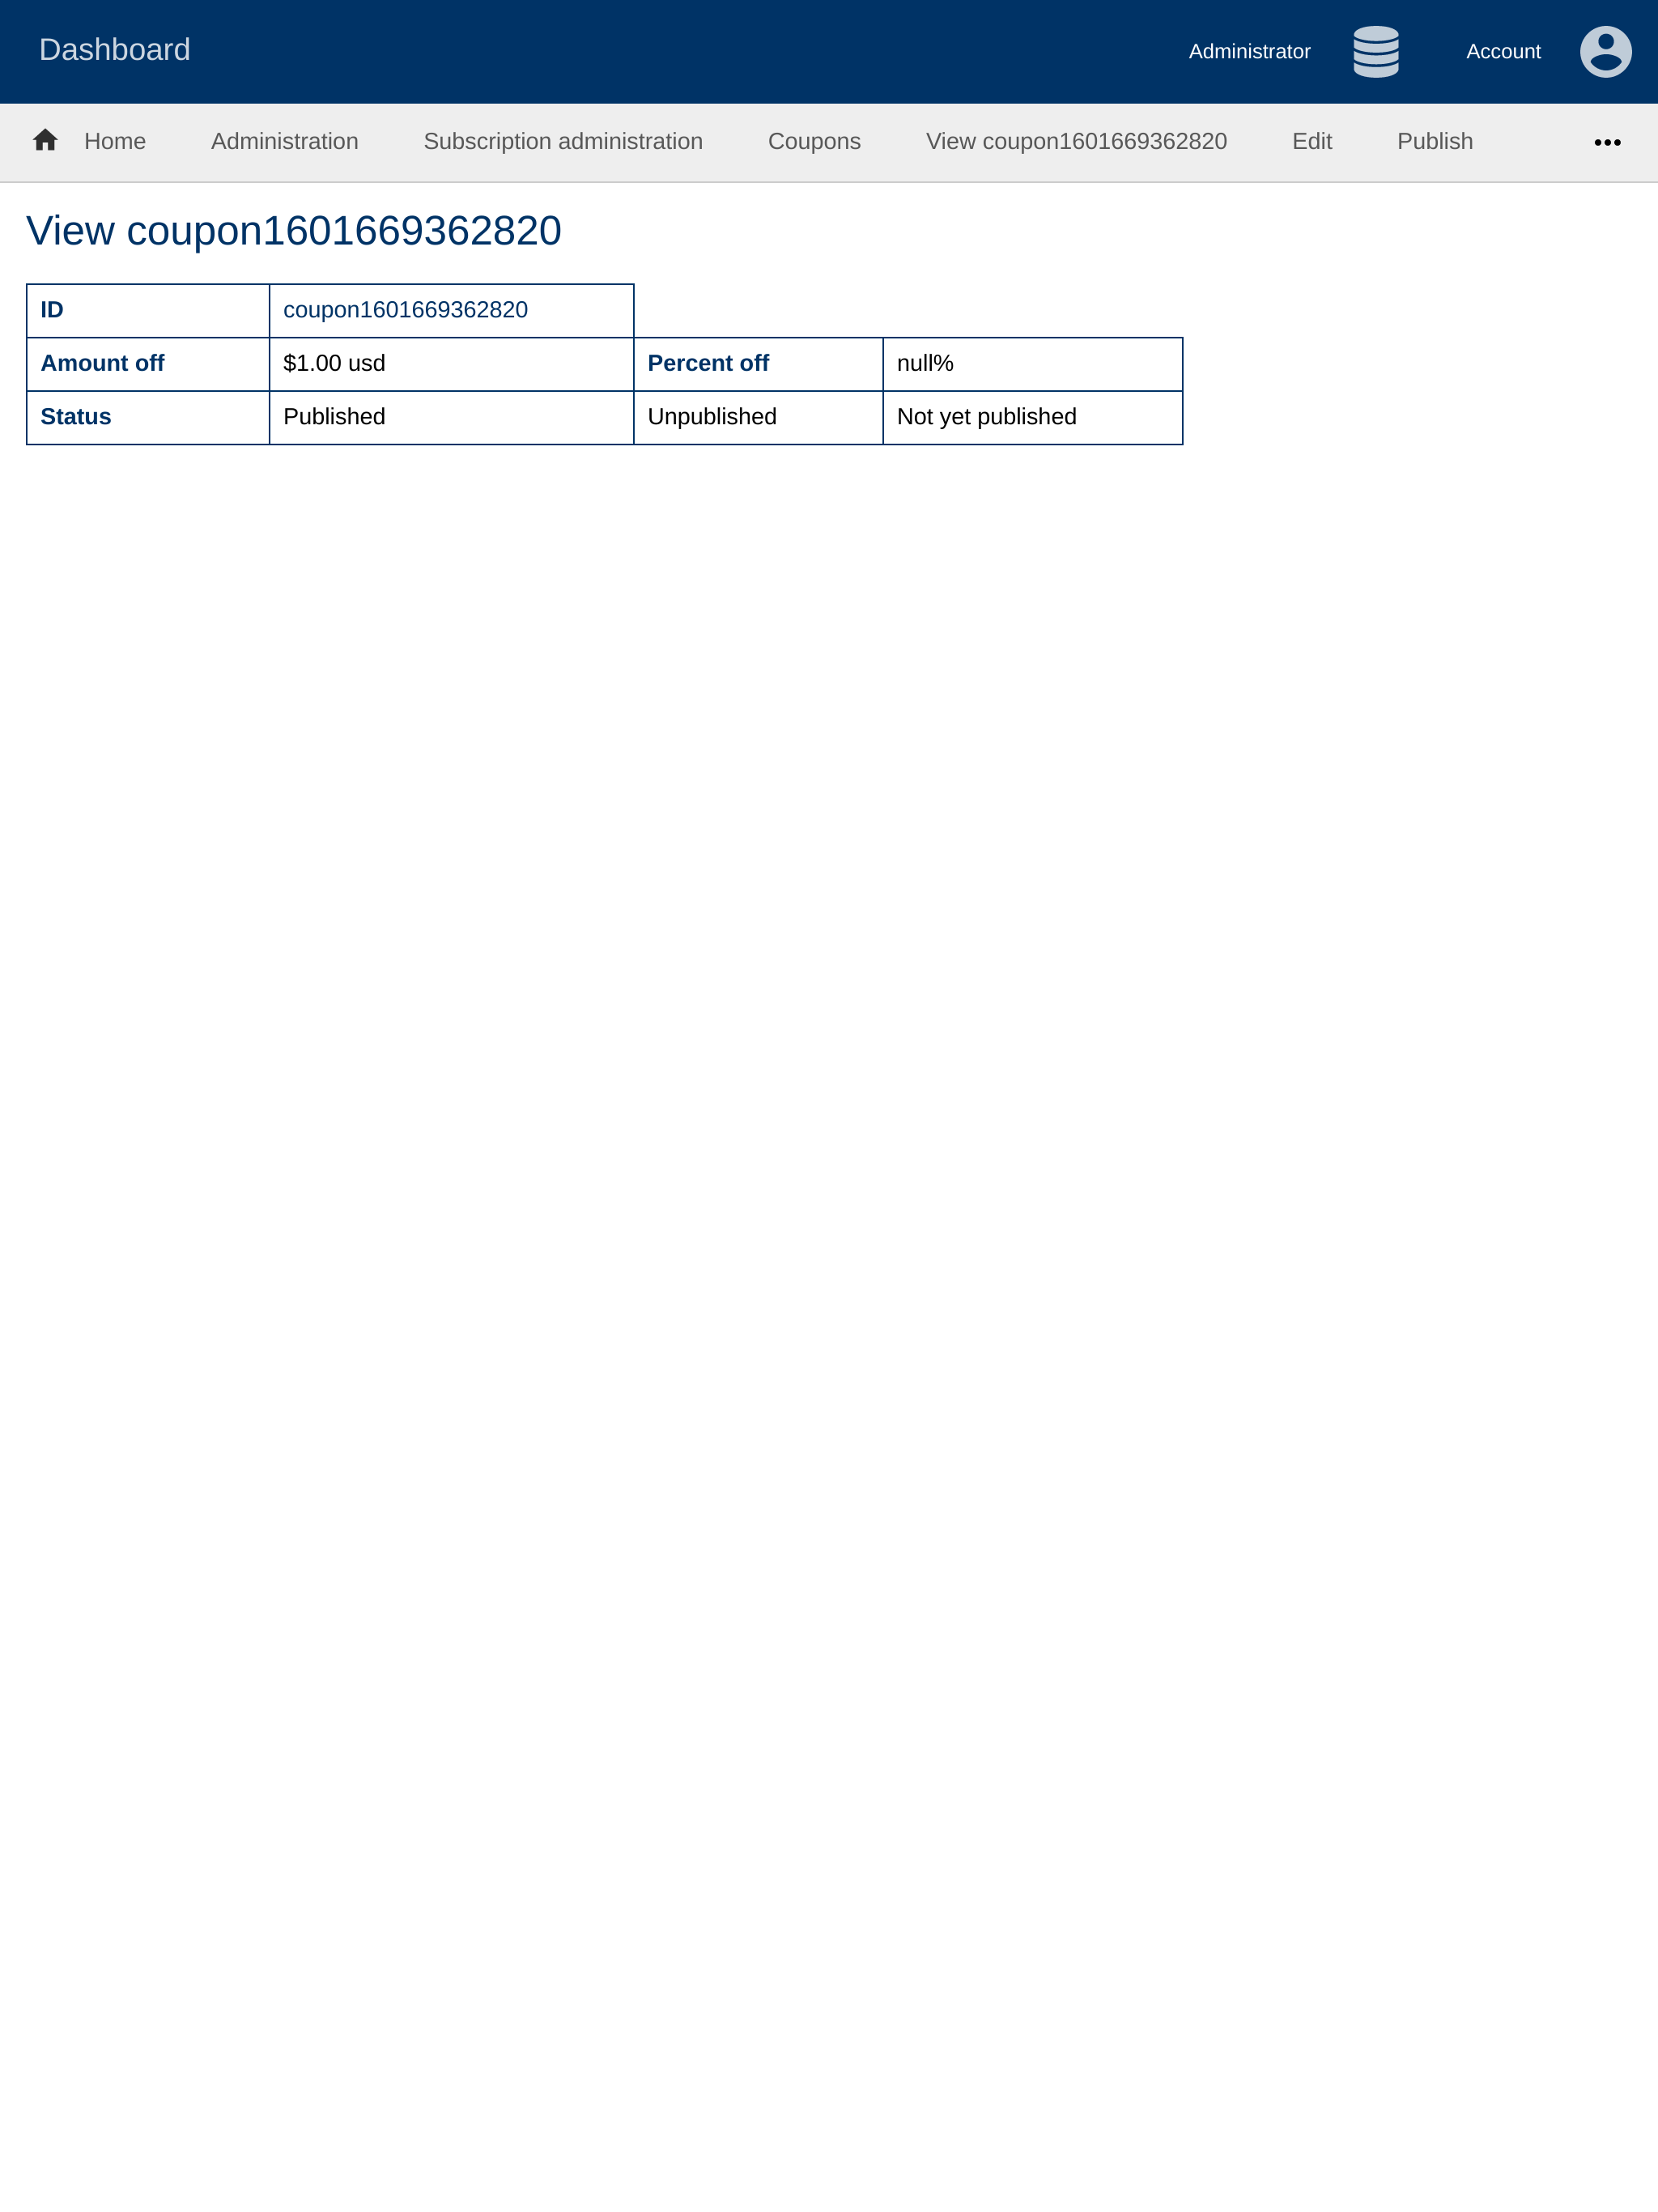 Dashboard Administrator Account
Home Administration Subscription administration Coupons View coupon1601669362820 Edit Publish •••
View coupon1601669362820
ID coupon1601669362820
Amount off $1.00 usd Percent off null%
Status Published Unpublished Not yet published